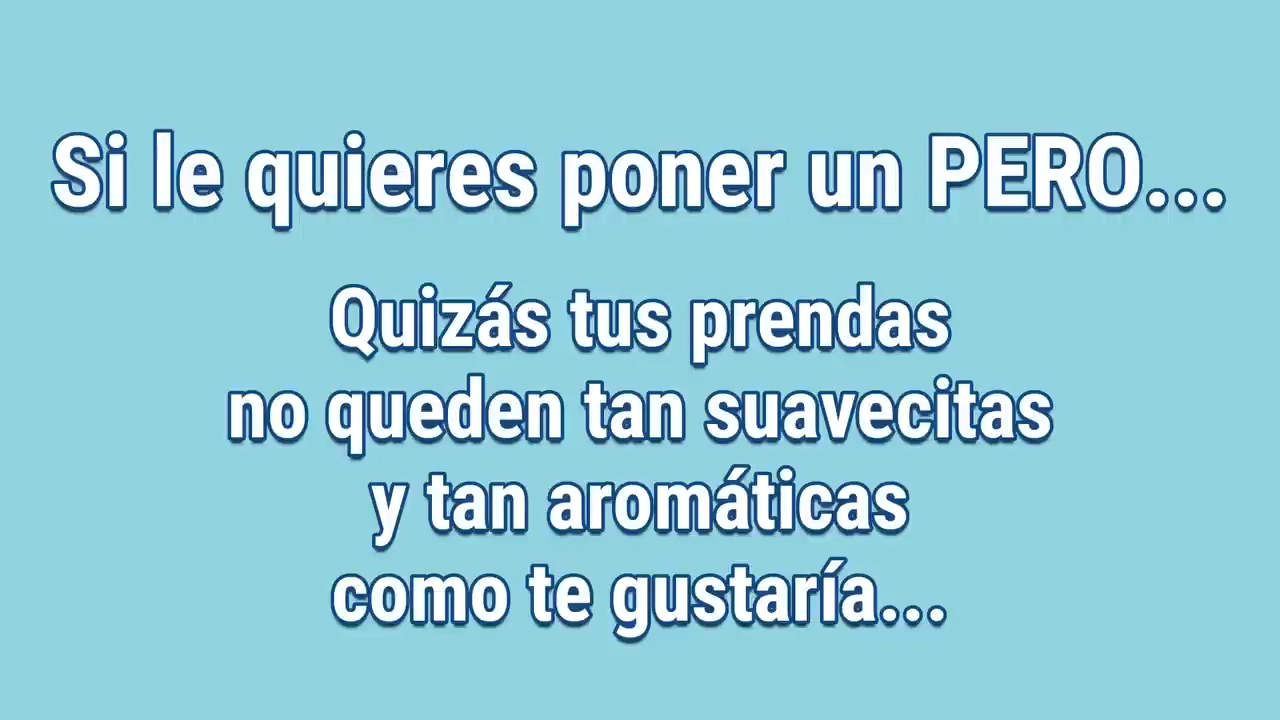 Si le quieres poner un PERO...
Quizás tus prendas
no queden tan suavecitas
y tan aromáticas
como te gustaría...